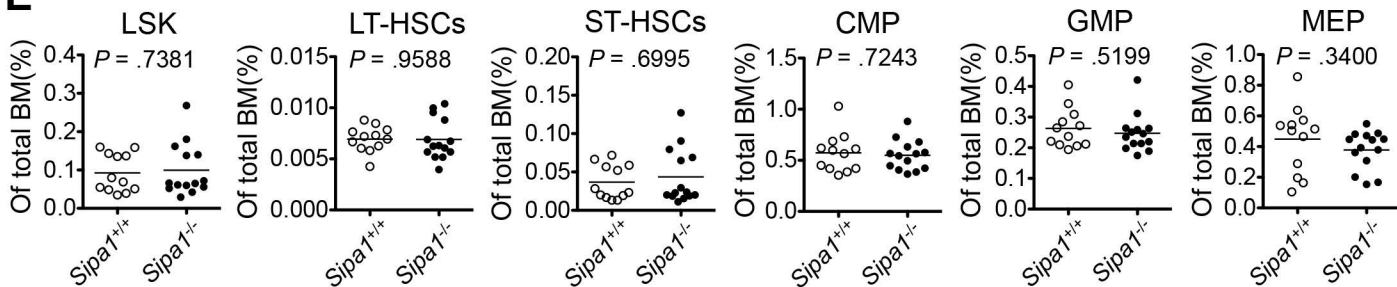 E
LSK
Of total BM(%)
P = .7381
0.4
0.3
0.2
0.1
0.0
Sipa1+/+
Sipa1-/-
LT-HSCs
Of total BM(%)
P = .9588
0.015
0.010
0.005
0.000
Sipa1+/+
Sipa1-/-
ST-HSCs
Of total BM(%)
P = .6995
0.20
0.15
0.10
0.05
0.00
Sipa1+/+
Sipa1-/-
CMP
Of total BM(%)
P = .7243
1.5
1.0
0.5
0.0
Sipa1+/+
Sipa1-/-
GMP
Of total BM(%)
P = .5199
0.5
0.4
0.3
0.2
0.1
0.0
Sipa1+/+
Sipa1-/-
MEP
Of total BM(%)
P = .3400
1.0
0.8
0.6
0.4
0.2
0.0
Sipa1+/+
Sipa1-/-